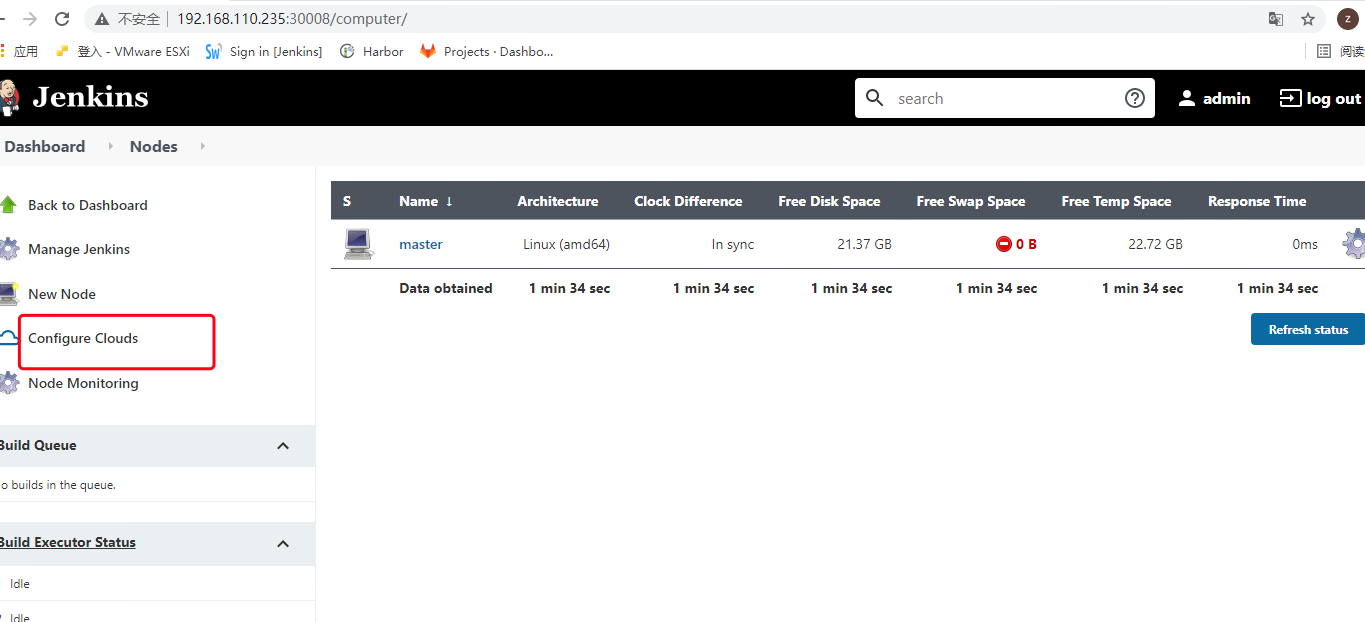 不安全 192.168.110.235:30008/computer/ z
应用 登入 - VMware ESXi Sign in [Jenkins] Harbor Projects · Dashbo... 阅读
Jenkins search admin log out
Dashboard Nodes
Back to Dashboard
Manage Jenkins
New Node
Configure Clouds
Node Monitoring
Build Queue
o builds in the queue.
Build Executor Status
Idle
Idle
S Name ↓ Architecture Clock Difference Free Disk Space Free Swap Space Free Temp Space Response Time
master Linux (amd64) In sync 21.37 GB 0 B 22.72 GB 0ms
Data obtained 1 min 34 sec 1 min 34 sec 1 min 34 sec 1 min 34 sec 1 min 34 sec 1 min 34 sec
Refresh status